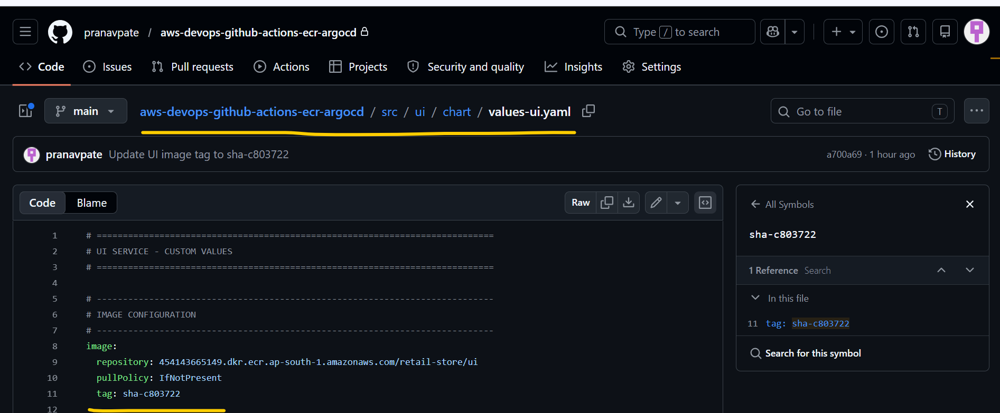 pranavpate / aws-devops-github-actions-ecr-argocd
Type / to search
Code Issues Pull requests Actions Projects Security and quality Insights Settings
main
aws-devops-github-actions-ecr-argocd / src / ui / chart / values-ui.yaml
Go to file T
pranavpate Update UI image tag to sha-c803722
a700a69 · 1 hour ago History
Code Blame
Raw
1 # ============================================================================
2 # UI SERVICE - CUSTOM VALUES
3 # ============================================================================
4
5 # ----------------------------------------------------------------------------
6 # IMAGE CONFIGURATION
7 # ----------------------------------------------------------------------------
8 image:
9 repository: 454143665149.dkr.ecr.ap-south-1.amazonaws.com/retail-store/ui
10 pullPolicy: IfNotPresent
11 tag: sha-c803722
12
All Symbols
sha-c803722
1 Reference Search
In this file
11 tag: sha-c803722
Search for this symbol